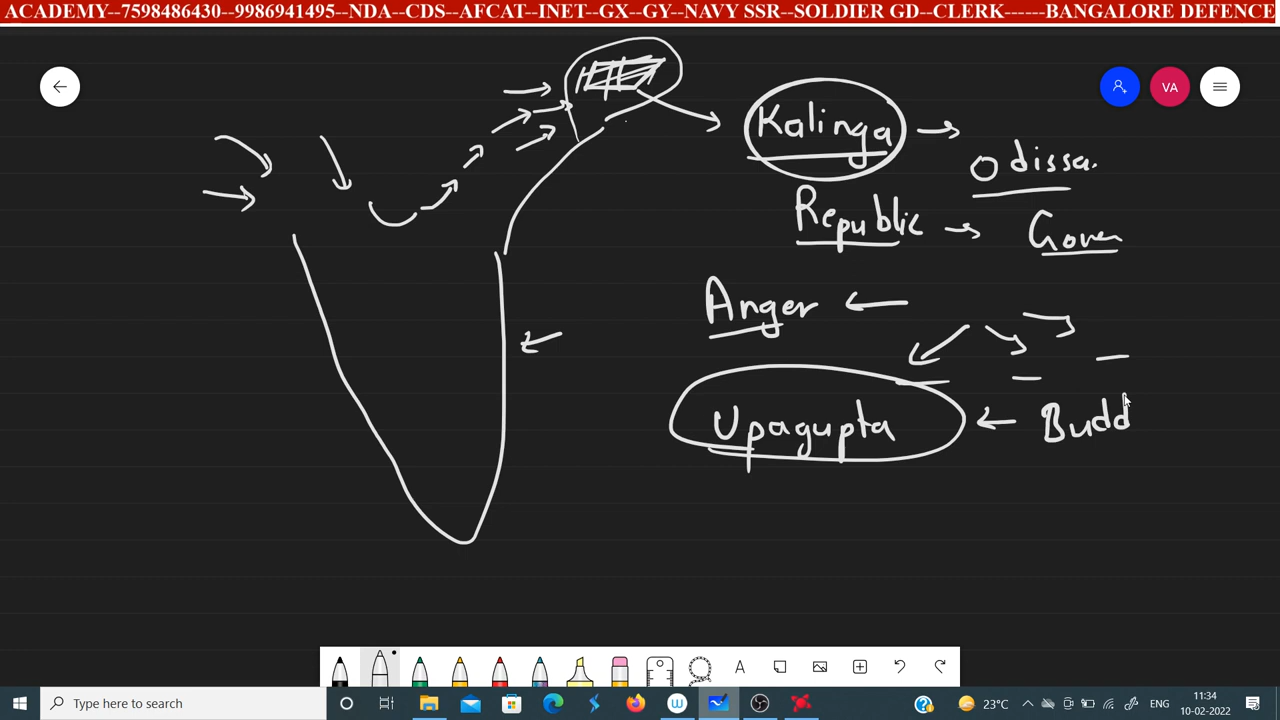 ACADEMY--7598486430--9986941495--NDA--CDS--AFCAT--INET--GX--GY--NAVY SSR--SOLDIER GD--CLERK------BANGALORE DEFENCE
VA
Kalinga
Odissa.
Republic
Gover
Anger
Upagupta
Budd
A
Type here to search
23°C
ENG
11:34
10-02-2022